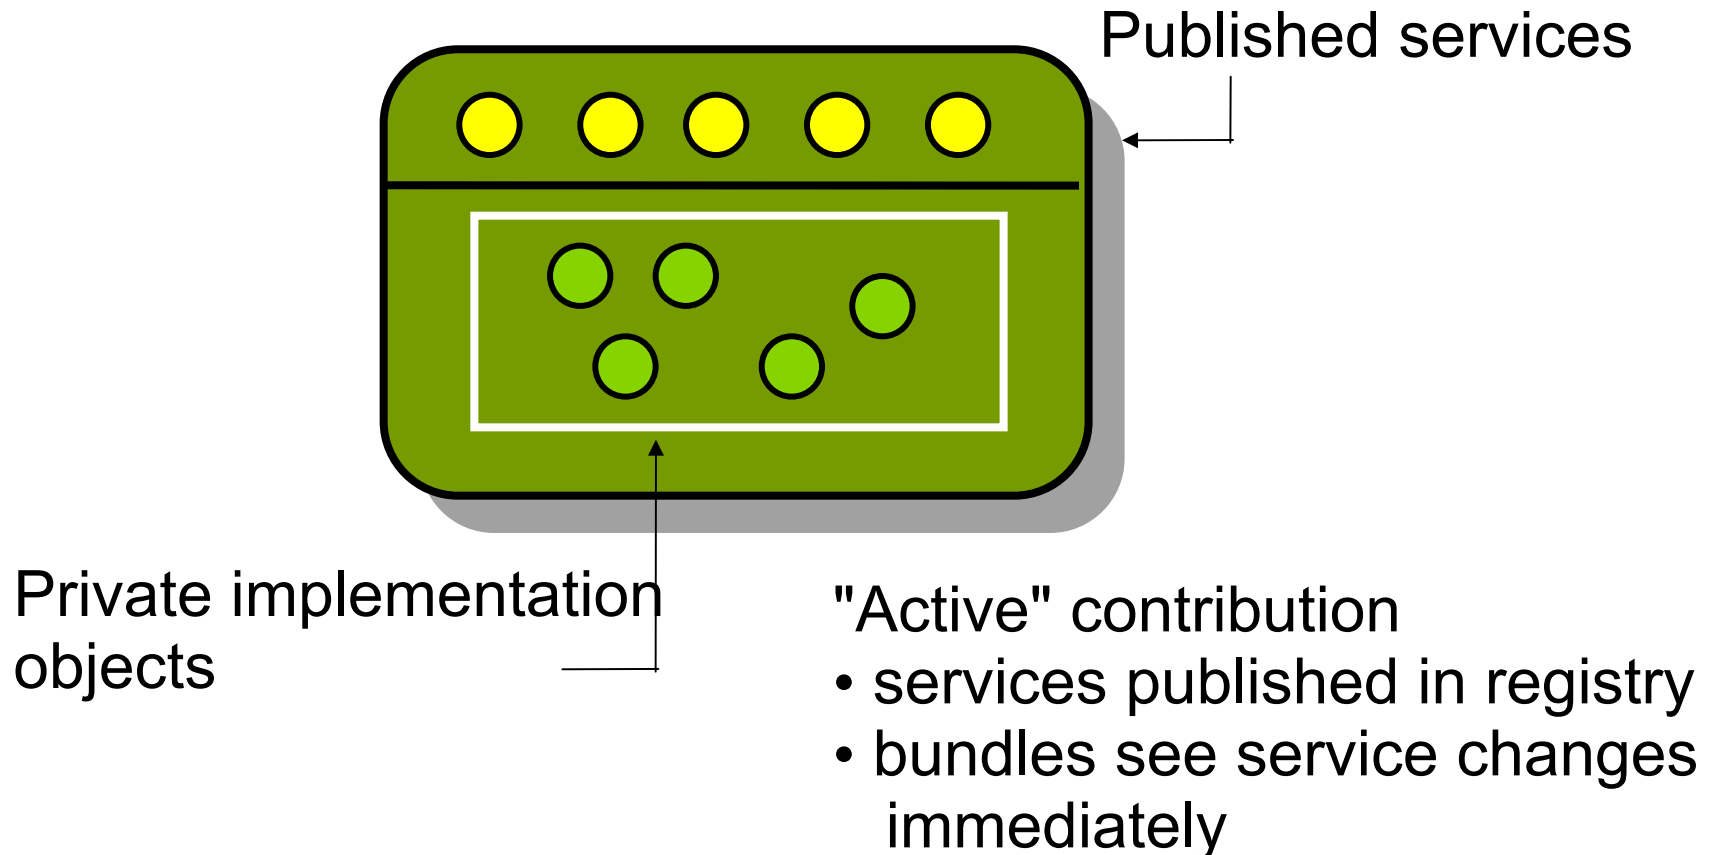 Published services
Private implementation
objects
"Active" contribution
• services published in registry
• bundles see service changes
immediately